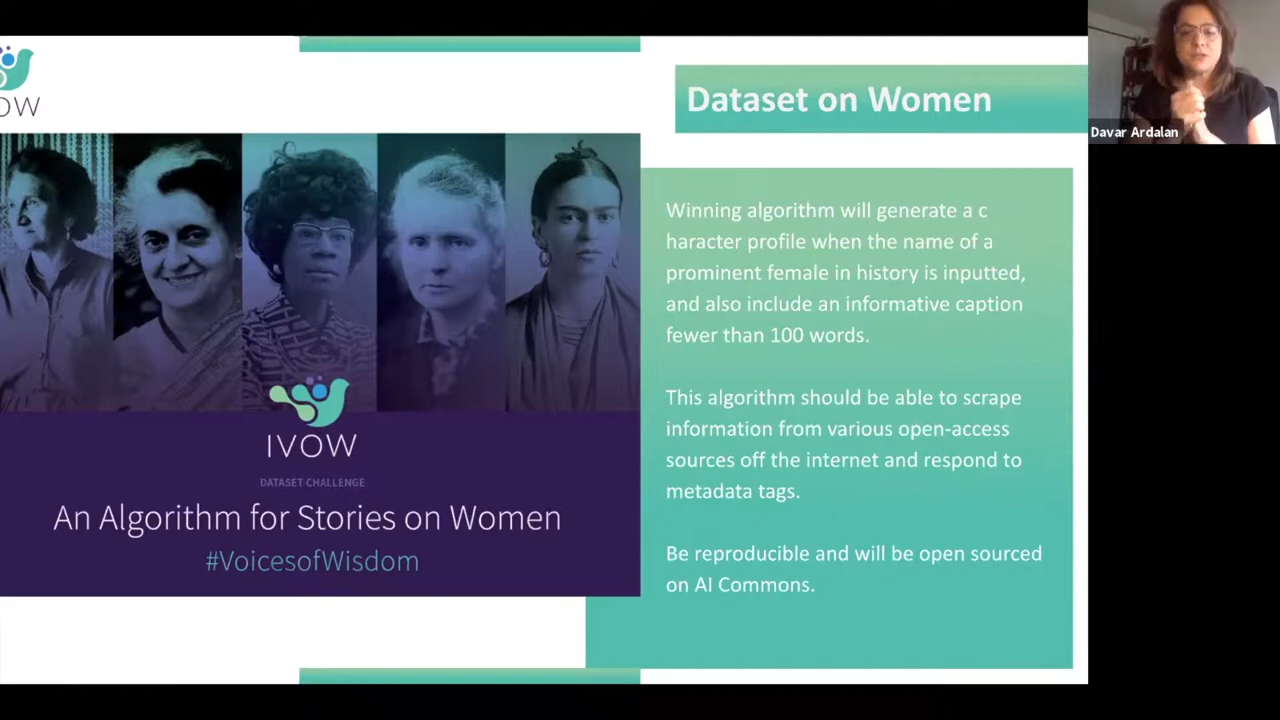 OW
IVOW
DATASET CHALLENGE
An Algorithm for Stories on Women
#VoicesofWisdom
Dataset on Women
Winning algorithm will generate a c
haracter profile when the name of a
prominent female in history is inputted,
and also include an informative caption
fewer than 100 words.
This algorithm should be able to scrape
information from various open-access
sources off the internet and respond to
metadata tags.
Be reproducible and will be open sourced
on AI Commons.
Davar Ardalan